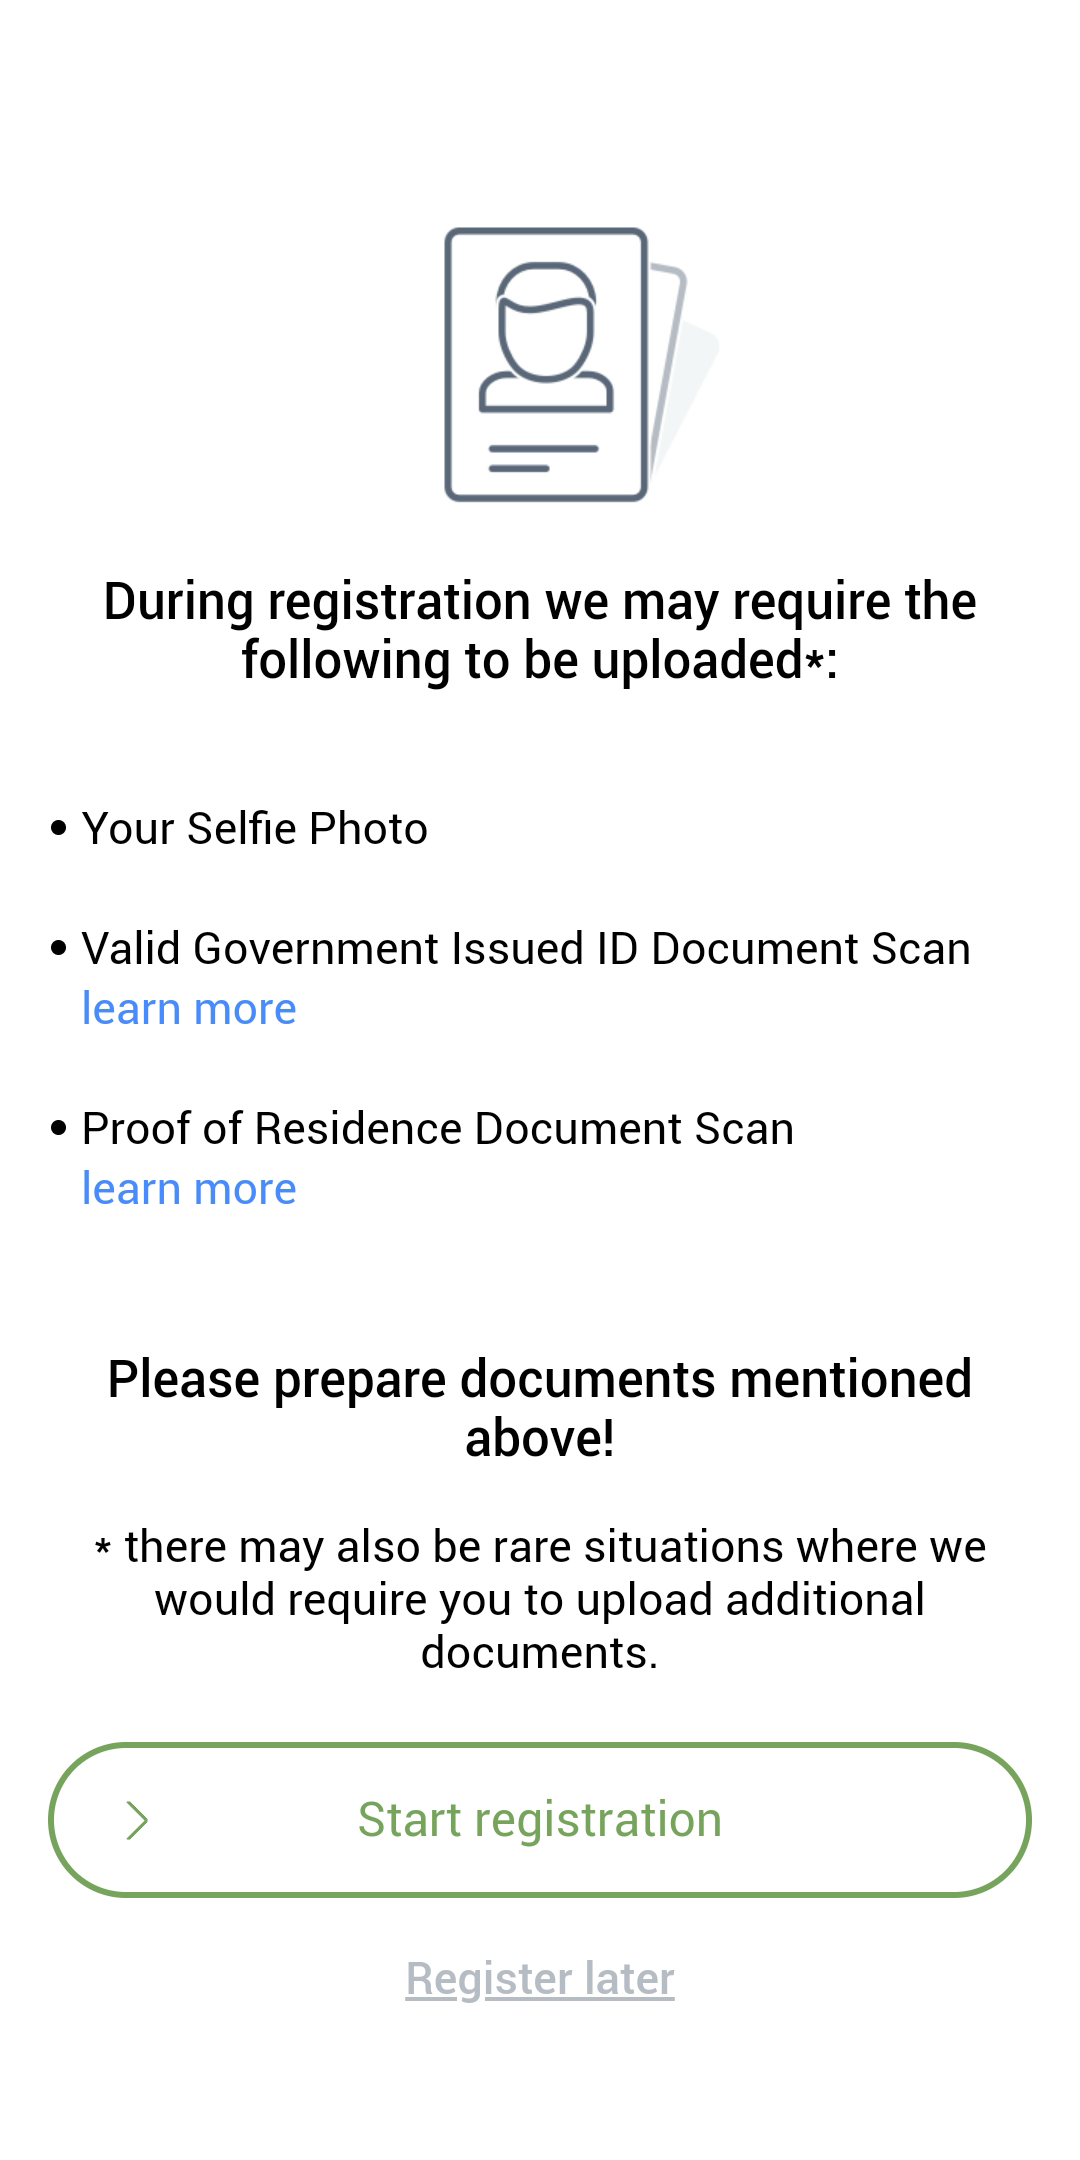 During registration we may require the
following to be uploaded*:
• Your Selfie Photo
• Valid Government Issued ID Document Scan
learn more
• Proof of Residence Document Scan
learn more
Please prepare documents mentioned
above!
* there may also be rare situations where we
would require you to upload additional
documents.
Start registration
Register later